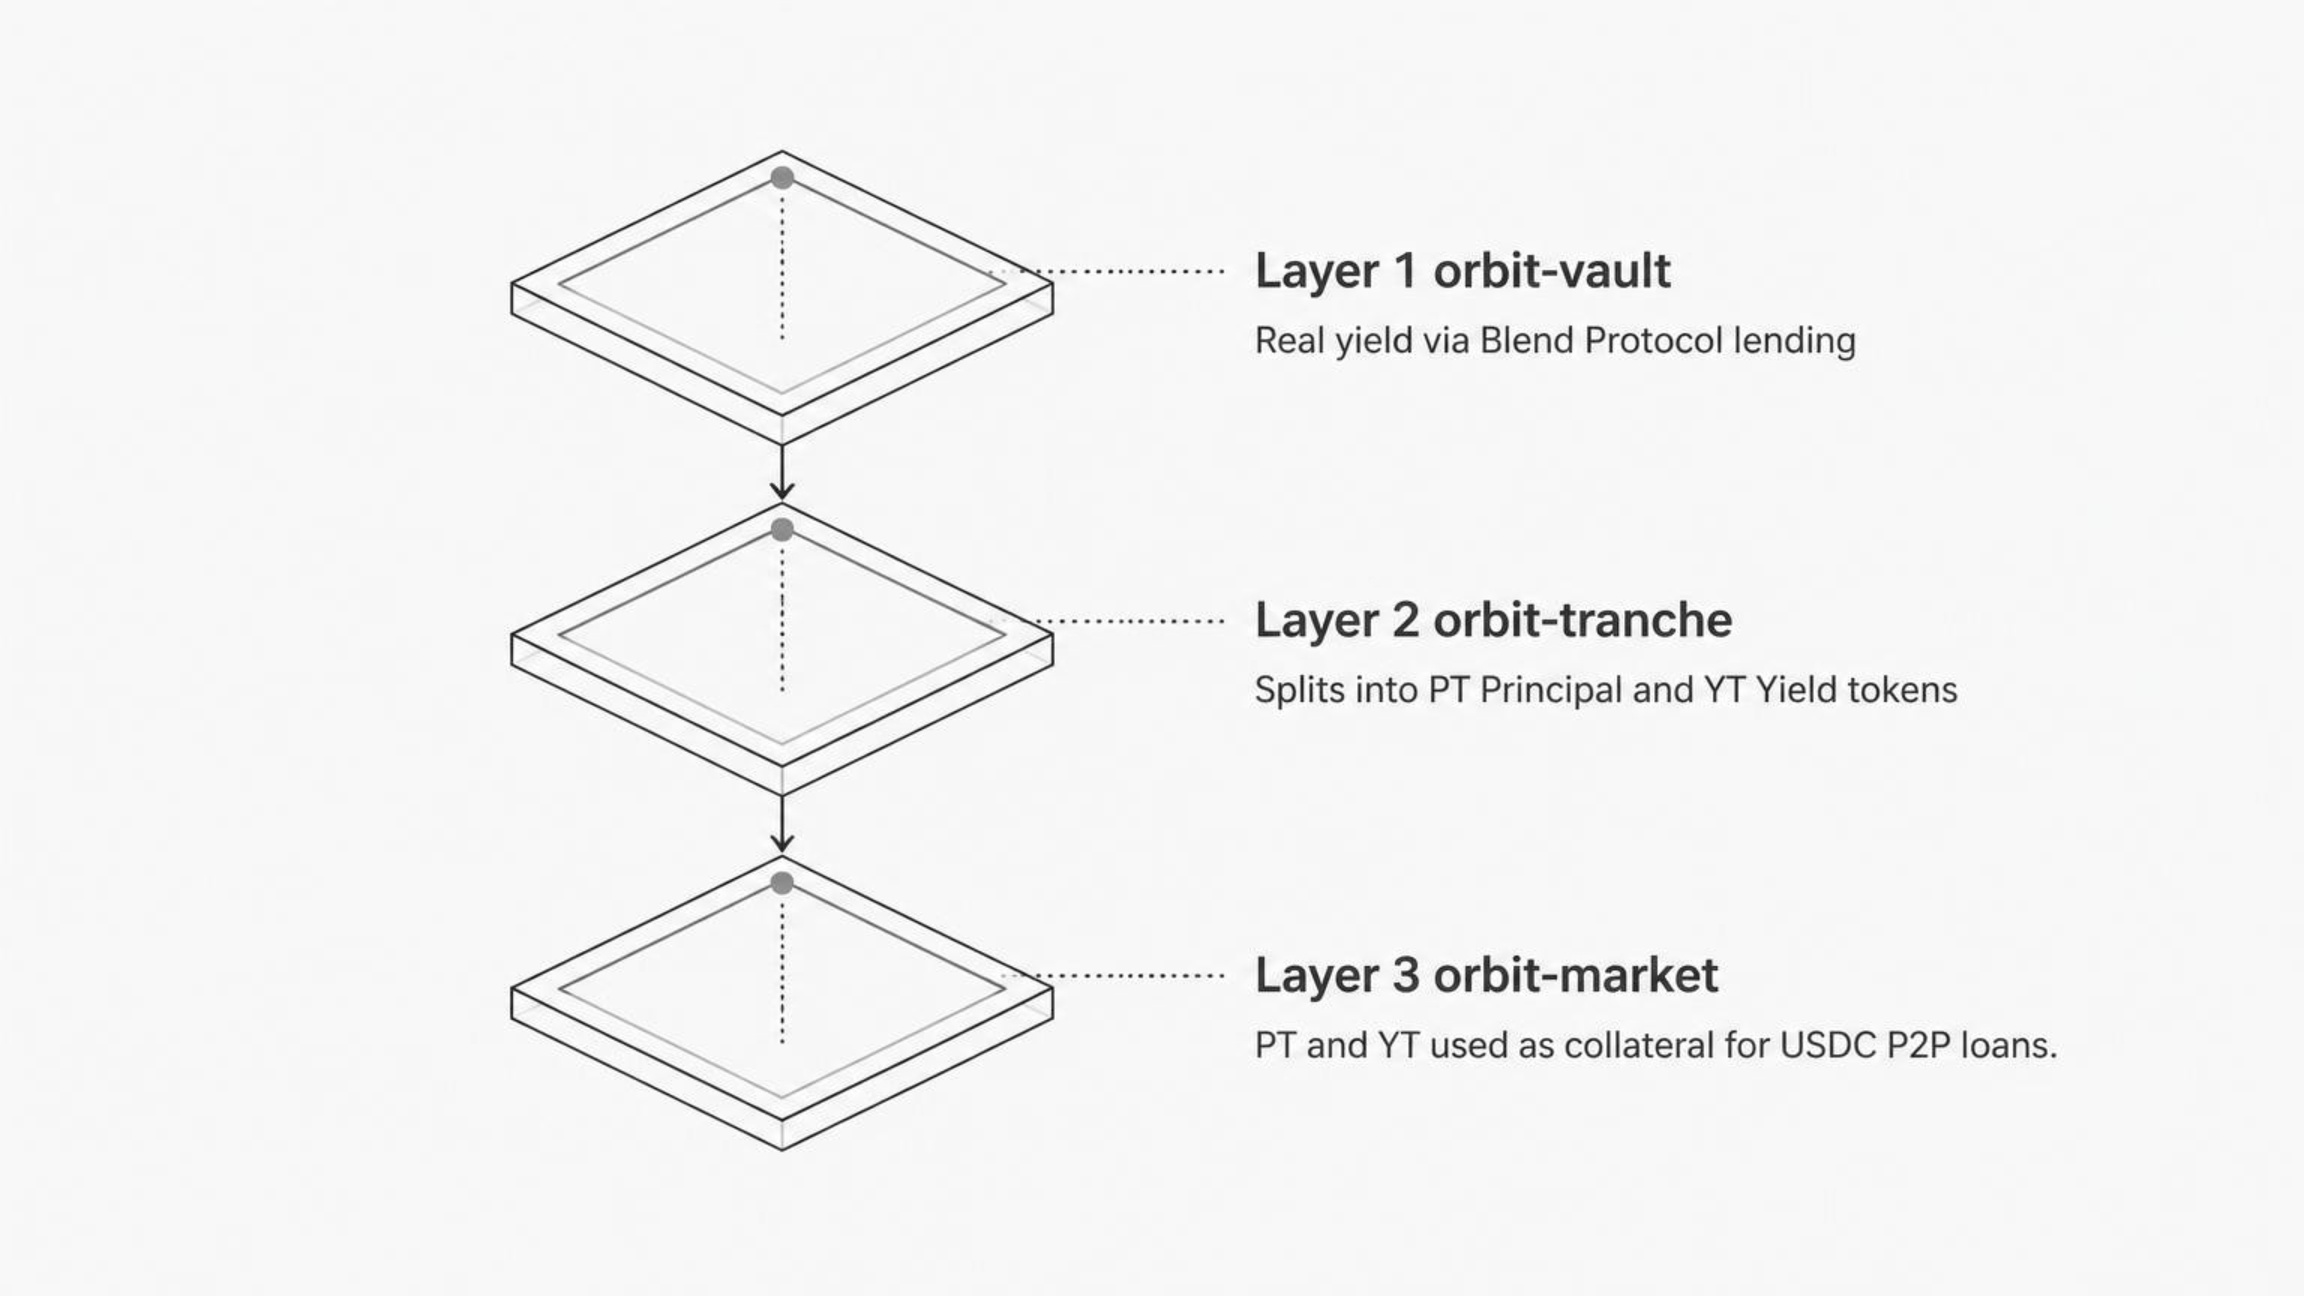 Layer 1 orbit-vault
Real yield via Blend Protocol lending
Layer 2 orbit-tranche
Splits into PT Principal and YT Yield tokens
Layer 3 orbit-market
PT and YT used as collateral for USDC P2P loans.